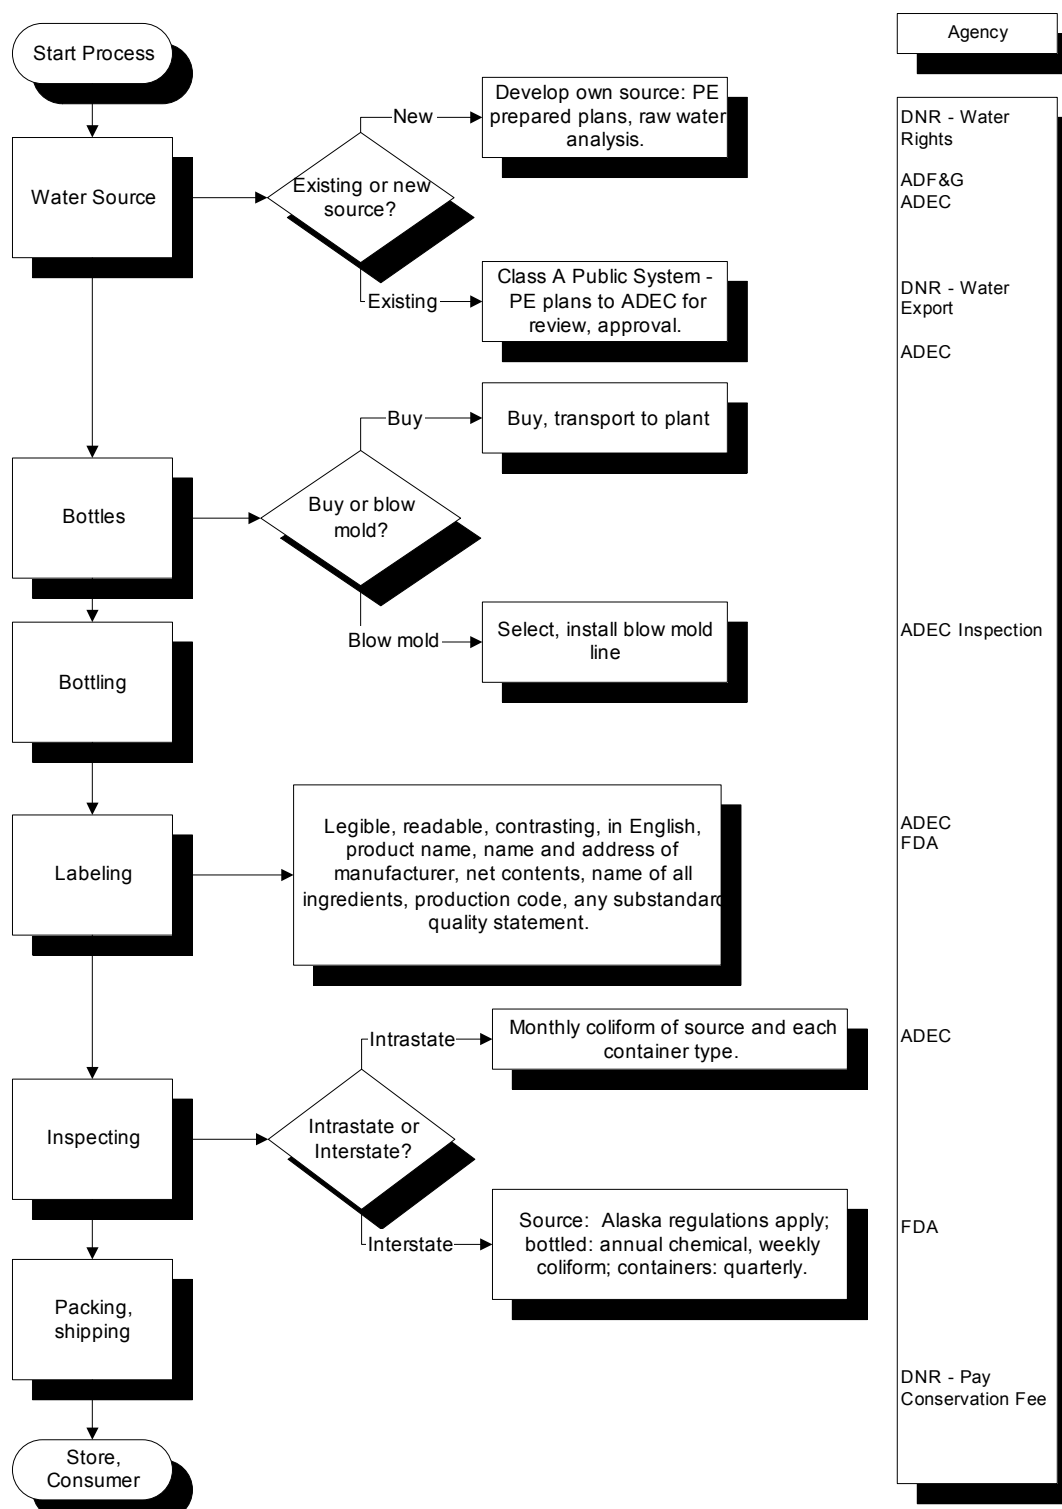 Start Process
Agency
New
Develop own source: PE
prepared plans, raw water
analysis.
DNR - Water
Rights
Water Source
Existing or new
source?
ADF&G
ADEC
Existing
Class A Public System -
PE plans to ADEC for
review, approval.
DNR - Water
Export
ADEC
Buy
Buy, transport to plant
Bottles
Buy or blow
mold?
Blow mold
Select, install blow mold
line
ADEC Inspection
Bottling
Labeling
Legible, readable, contrasting, in English,
product name, name and address of
manufacturer, net contents, name of all
ingredients, production code, any substandard
quality statement.
ADEC
FDA
Intrastate
Monthly coliform of source and each
container type.
ADEC
Inspecting
Intrastate or
Interstate?
Interstate
Source:  Alaska regulations apply;
bottled: annual chemical, weekly
coliform; containers: quarterly.
FDA
Packing,
shipping
DNR - Pay
Conservation Fee
Store,
Consumer